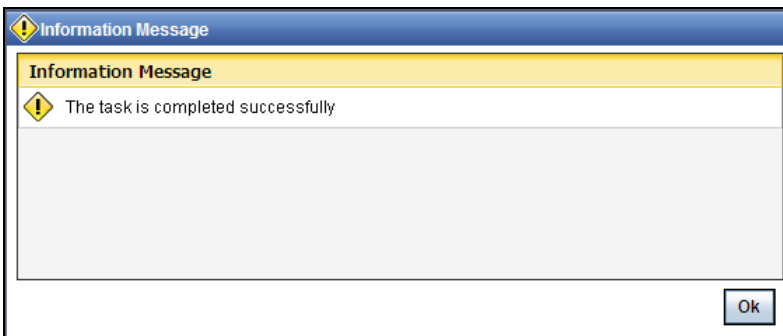 Information Message
Information Message
The task is completed successfully
Ok